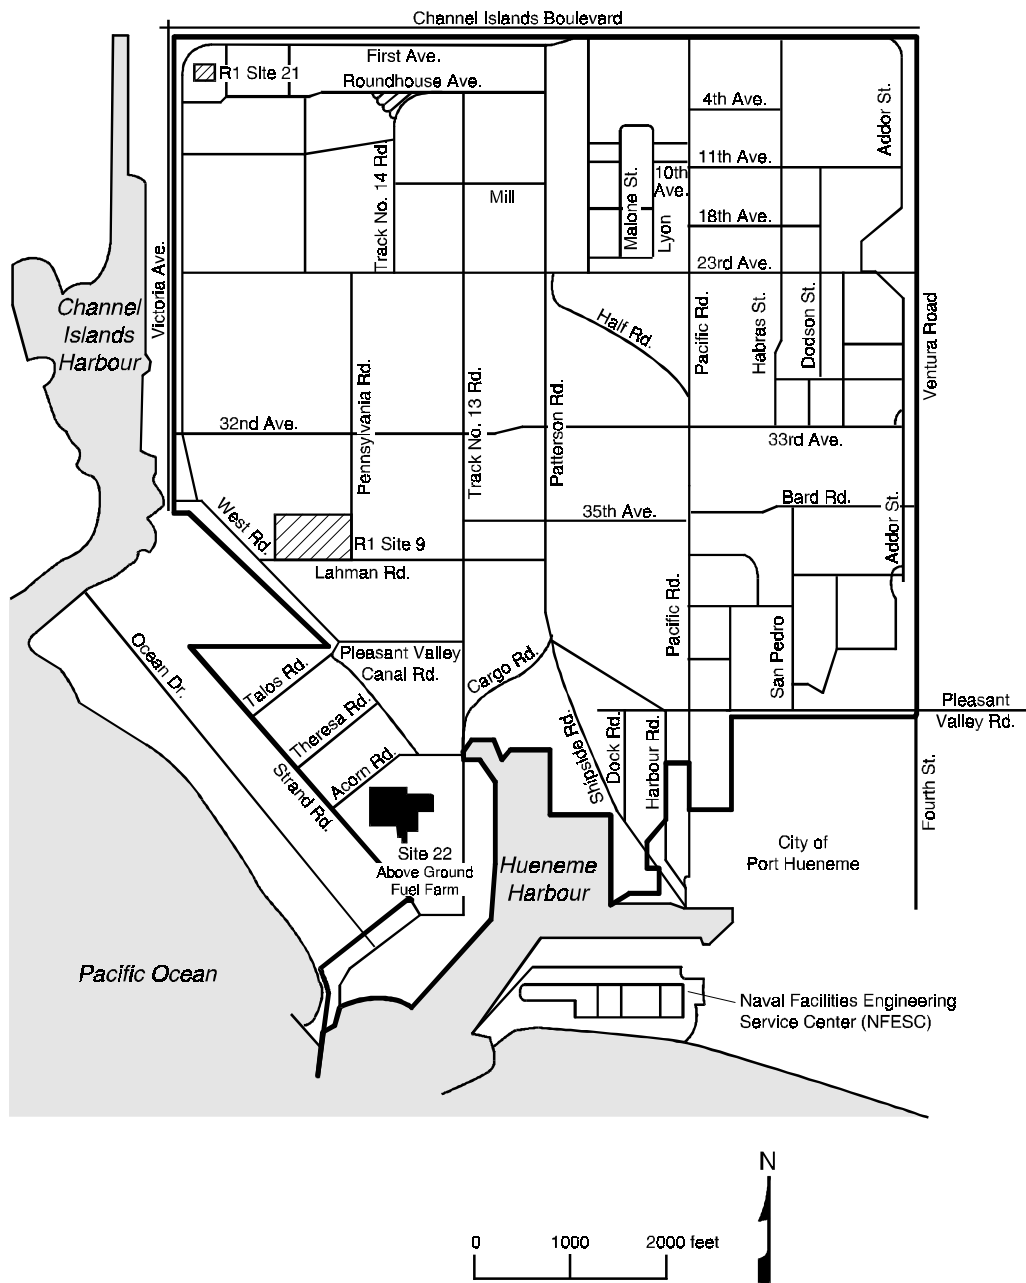 Channel Islands Boulevard
First Ave.
R1 SIte 21
Roundhouse Ave.
4th Ave.
Addor St.
11th Ave.
Track No. 14 Rd
Mill
Malone St.
10th
Ave.
Lyon
18th Ave.
23rd Ave.
Victoria Ave.
Channel
Islands
Harbour
Half Rd.
Pacific Rd.
Habras St.
Dodson St.
Ventura Road
Pennsylvania Rd.
Track No. 13 Rd.
Patterson Rd.
32nd Ave.
33rd Ave.
Bard Rd.
35th Ave.
Addor St.
West Rd.
R1 Site 9
Lahman Rd.
Pacific Rd.
San Pedro
Ocean Dr.
Talos Rd.
Pleasant Valley
Canal Rd.
Cargo Rd.
Theresa Rd.
Pleasant
Valley Rd.
Shipside Rd.
Dock Rd.
Harbour Rd.
Acorn Rd.
Strand Rd.
Fourth St.
Site 22
Above Ground
Fuel Farm
Hueneme
Harbour
City of
Port Hueneme
Pacific Ocean
Naval Facilities Engineering
Service Center (NFESC)
N
0 1000 2000 feet